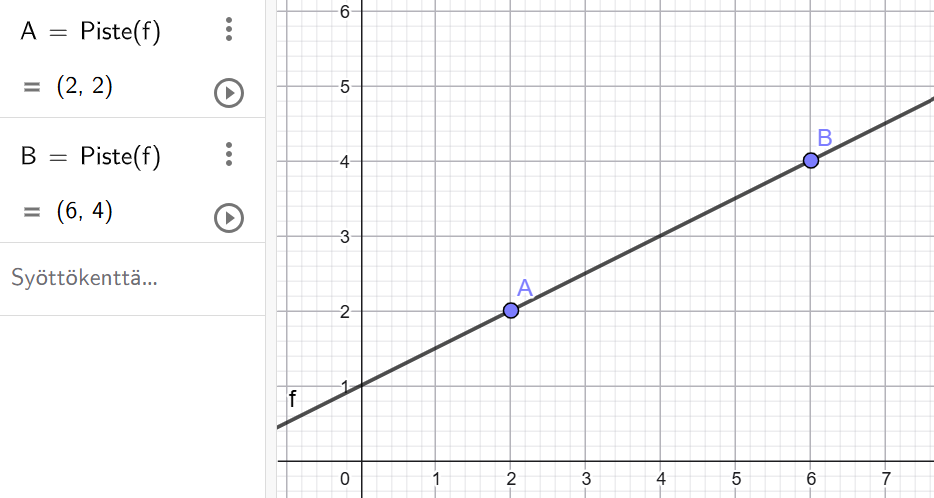 A = Piste(f)
= (2, 2)
B = Piste(f)
= (6, 4)
Syöttökenttä...
6
5
4
3
2
1
0
1
2
3
4
5
6
7
f
A
B